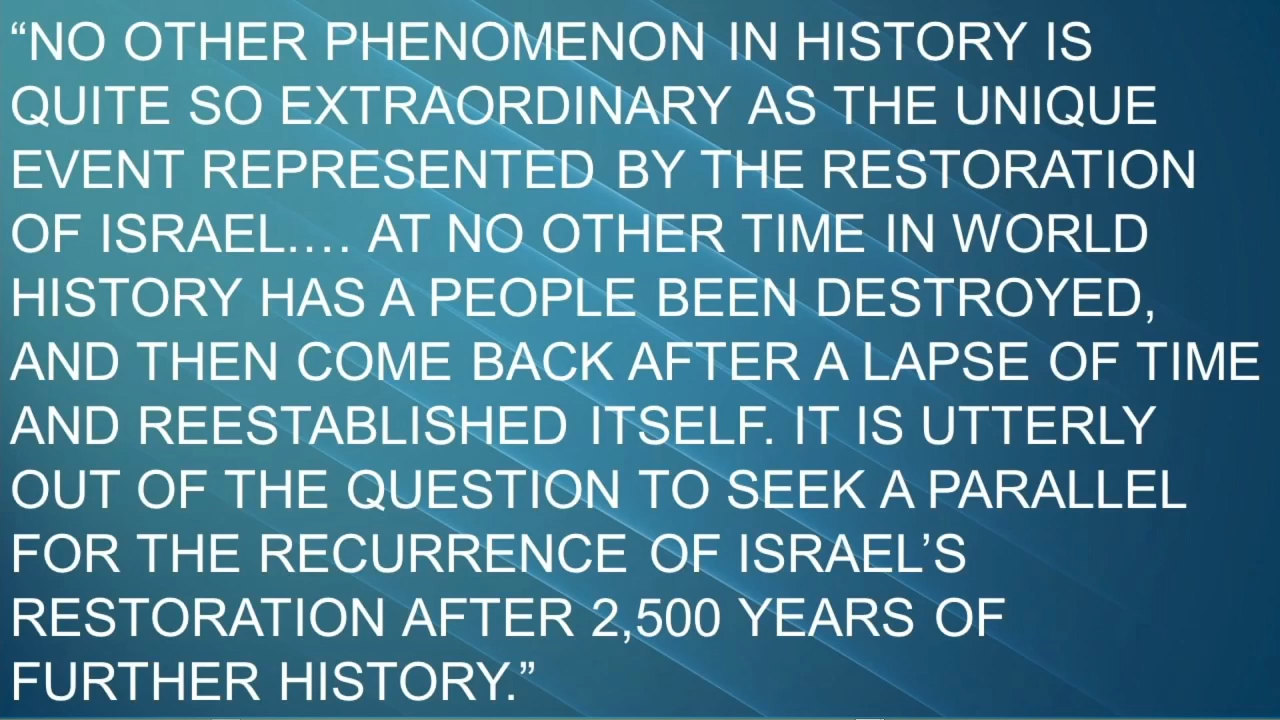 “NO OTHER PHENOMENON IN HISTORY IS
QUITE SO EXTRAORDINARY AS THE UNIQUE
EVENT REPRESENTED BY THE RESTORATION
OF ISRAEL.… AT NO OTHER TIME IN WORLD
HISTORY HAS A PEOPLE BEEN DESTROYED,
AND THEN COME BACK AFTER A LAPSE OF TIME
AND REESTABLISHED ITSELF. IT IS UTTERLY
OUT OF THE QUESTION TO SEEK A PARALLEL
FOR THE RECURRENCE OF ISRAEL’S
RESTORATION AFTER 2,500 YEARS OF
FURTHER HISTORY.”